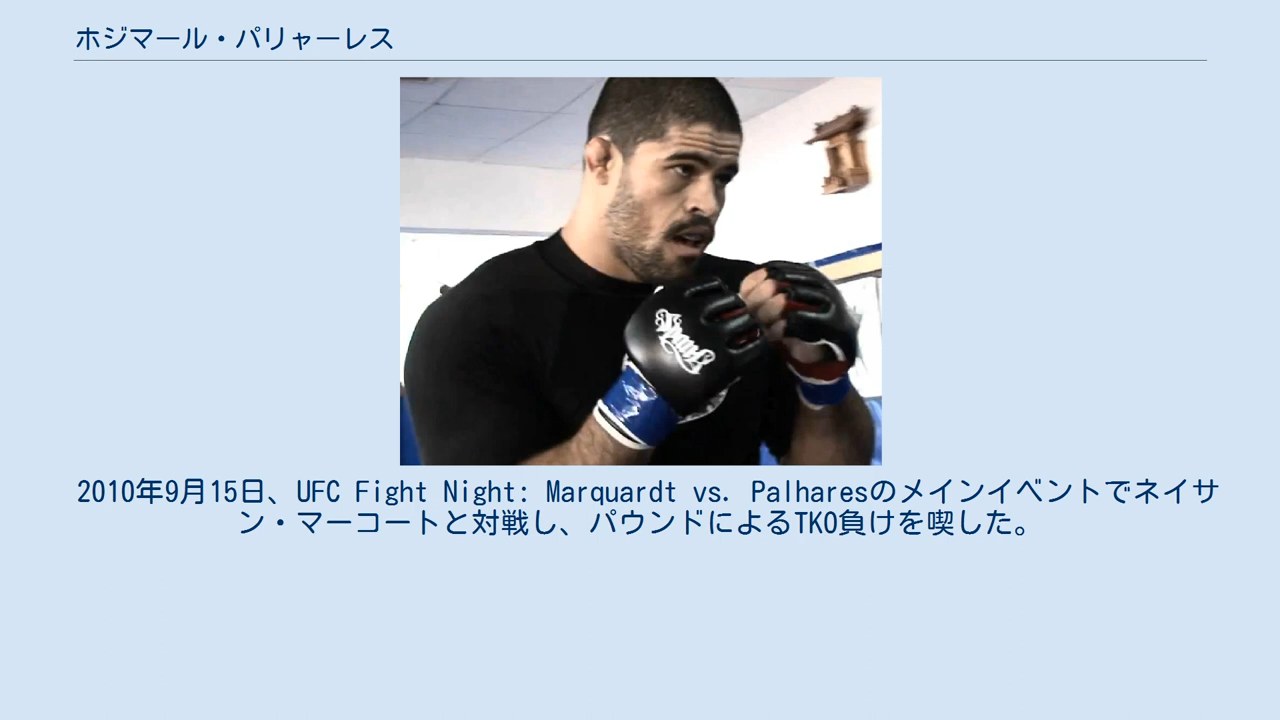 ホジマール・パリャーレス
2010年9月15日、UFC Fight Night: Marquardt vs. Palharesのメインイベントでネイサ
ン・マーコートと対戦し、パウンドによるTKO負けを喫した。